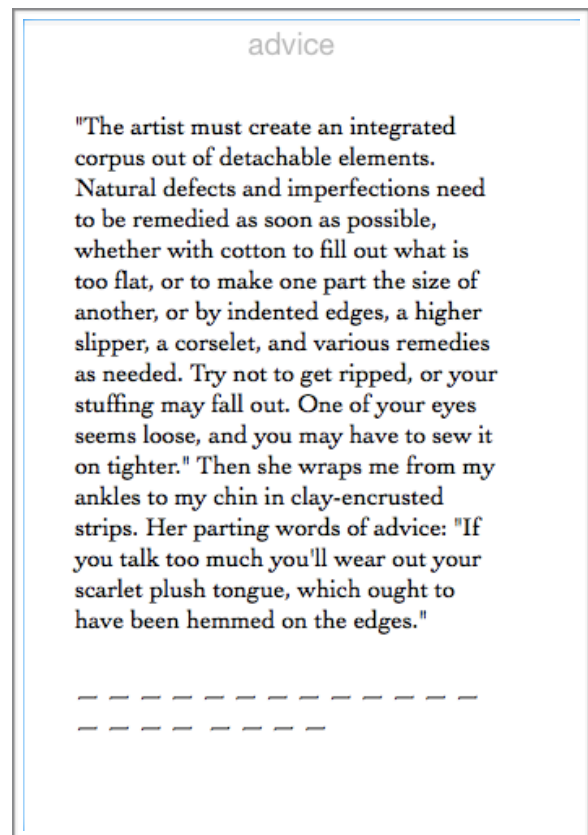 advice
"The artist must create an integrated
corpus out of detachable elements.
Natural defects and imperfections need
to be remedied as soon as possible,
whether with cotton to fill out what is
too flat, or to make one part the size of
another, or by indented edges, a higher
slipper, a corselet, and various remedies
as needed. Try not to get ripped, or your
stuffing may fall out. One of your eyes
seems loose, and you may have to sew it
on tighter." Then she wraps me from my
ankles to my chin in clay-encrusted
strips. Her parting words of advice: "If
you talk too much you'll wear out your
scarlet plush tongue, which ought to
have been hemmed on the edges."